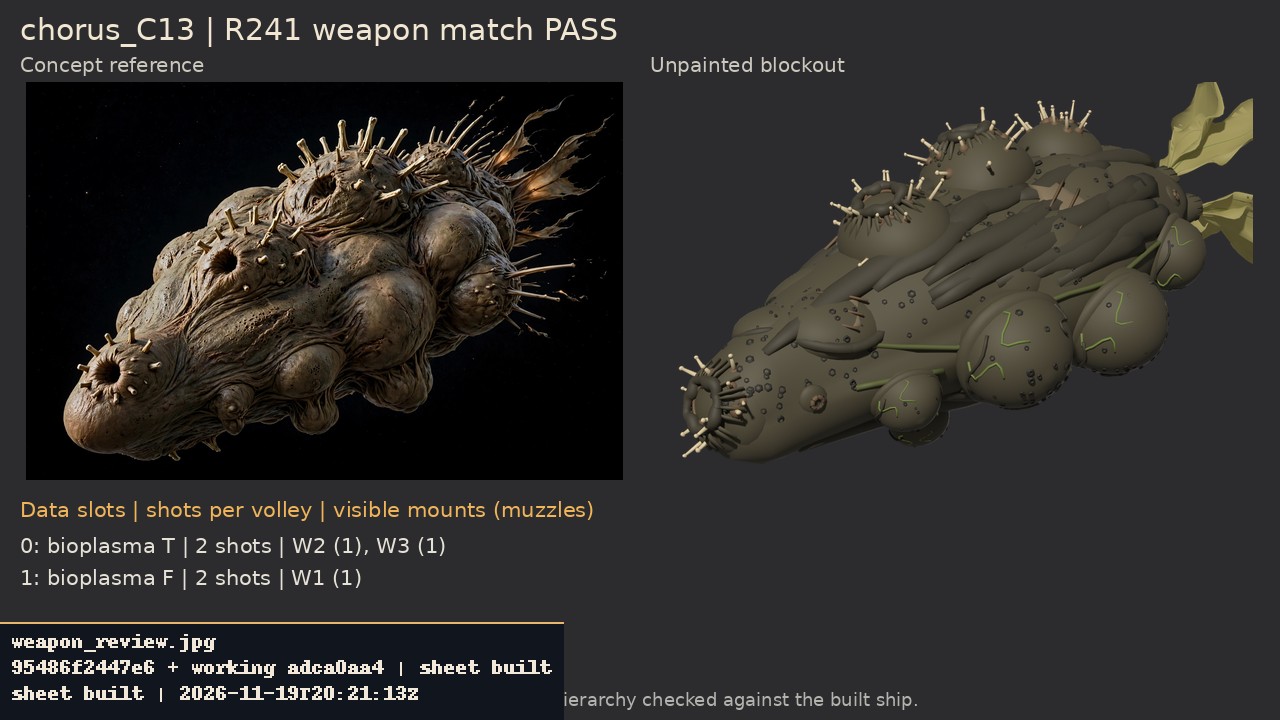 chorus_C13 | R241 weapon match PASS
Concept reference
Unpainted blockout
Data slots | shots per volley | visible mounts (muzzles)
0: bioplasma T | 2 shots | W2 (1), W3 (1)
1: bioplasma F | 2 shots | W1 (1)
weapon_review.jpg
95486f2447e6 + working adca0aa4 | sheet built
sheet built | 2026-11-19T20:21:13Z
checked against the built ship.